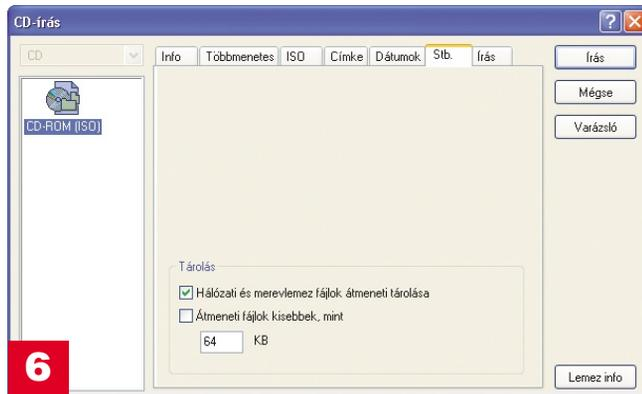 CD-írás
CD
Info Többmenetes ISO Címke Dátumok Stb. Írás
Írás
Mégse
Varázsló
CD-ROM (ISO)
Tárolás
Hálózati és merevlemez fájlok átmeneti tárolása
Átmeneti fájlok kisebbek, mint
64 KB
Lemez info
6